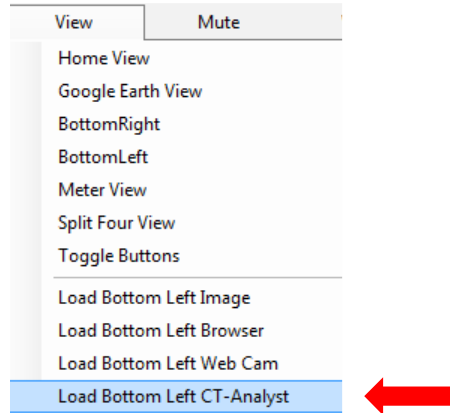 View Mute
Home View
Google Earth View
BottomRight
BottomLeft
Meter View
Split Four View
Toggle Buttons
Load Bottom Left Image
Load Bottom Left Browser
Load Bottom Left Web Cam
Load Bottom Left CT-Analyst